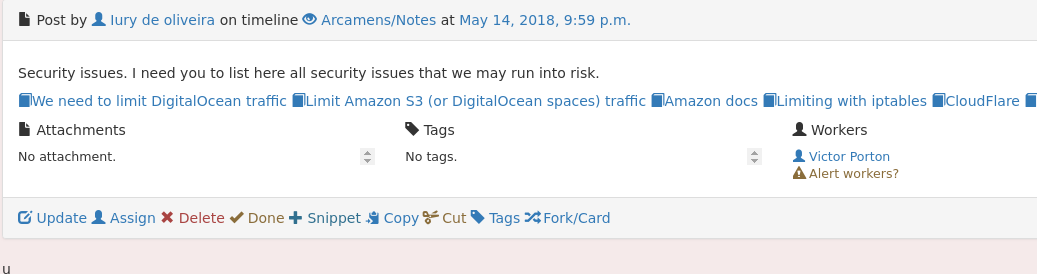 Post by Iury de oliveira on timeline Arcamens/Notes at May 14, 2018, 9:59 p.m.
Security issues. I need you to list here all security issues that we may run into risk.
We need to limit DigitalOcean traffic Limit Amazon S3 (or DigitalOcean spaces) traffic Amazon docs Limiting with iptables CloudFlare
Attachments Tags Workers
No attachment. No tags. Victor Porton
Alert workers?
Update Assign Delete Done Snippet Copy Cut Tags Fork/Card
u